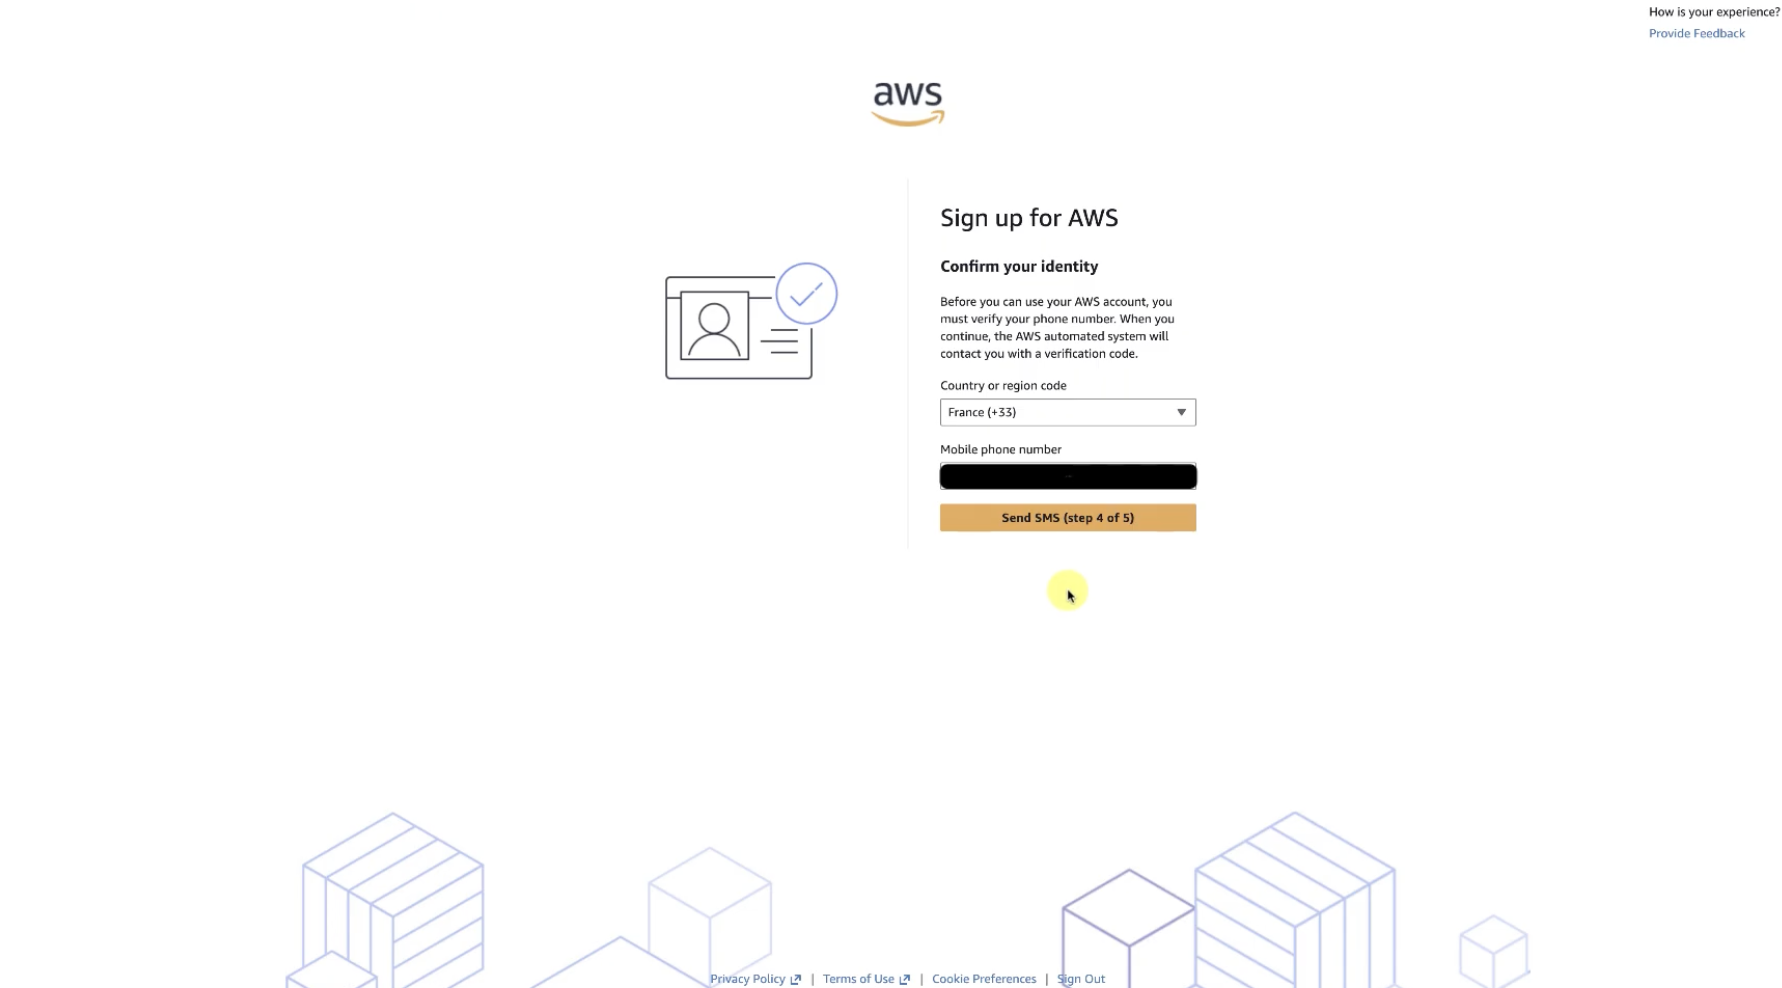 How is your experience?
Provide Feedback
aws
Sign up for AWS
Confirm your identity
Before you can use your AWS account, you
must verify your phone number. When you
continue, the AWS automated system will
contact you with a verification code.
Country or region code
France (+33)
Mobile phone number
Send SMS (step 4 of 5)
Privacy Policy | Terms of Use | Cookie Preferences | Sign Out